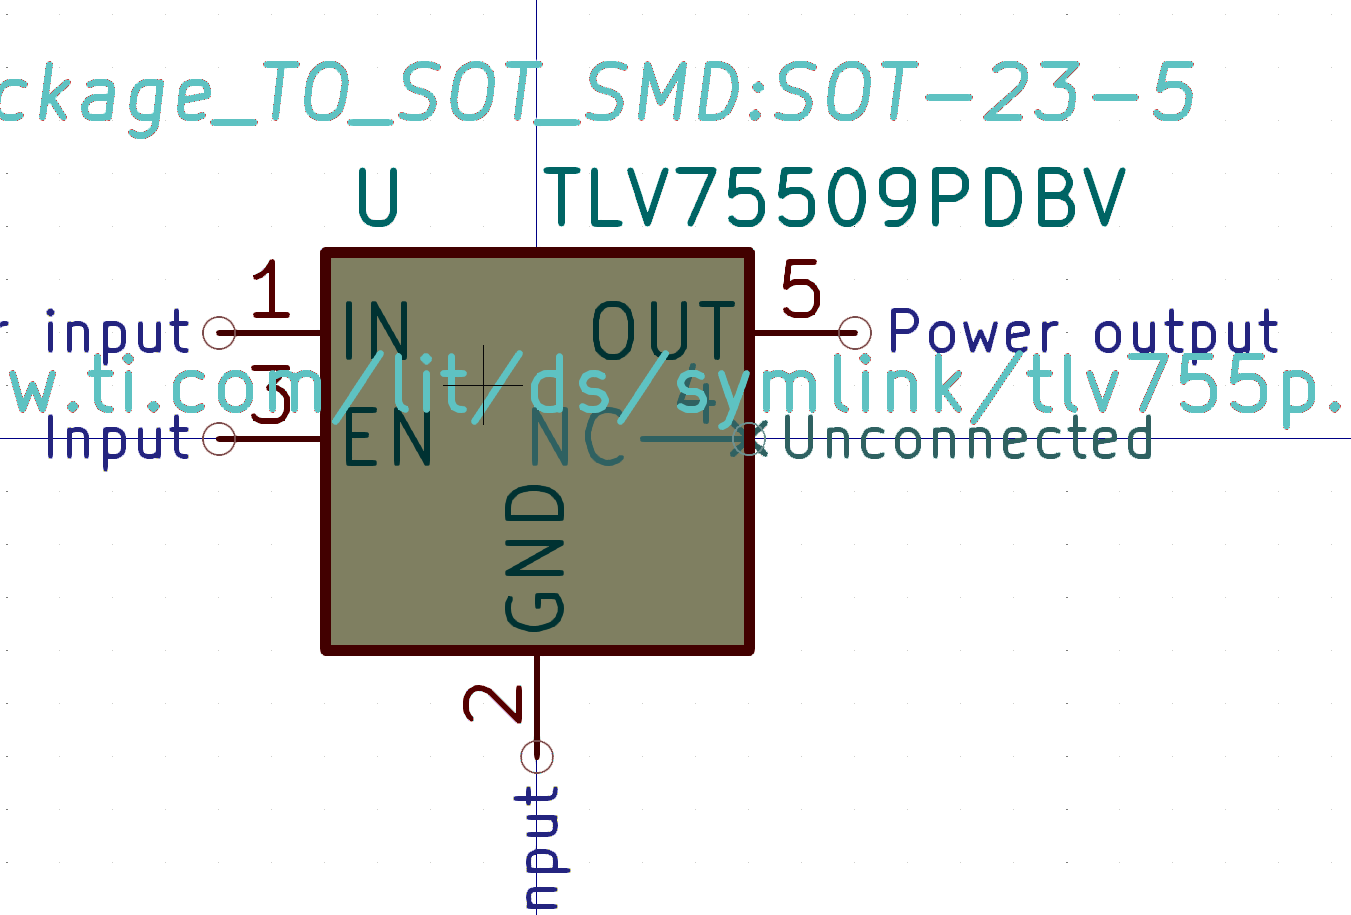 ckage_TO_SOT_SMD:SOT-23-5
U TLV75509PDBV
1 5
r input IN OUT Power output
w.ti.com/lit/ds/symlink/tlv755p.
3 4
Input EN NC Unconnected
GND
2
nput